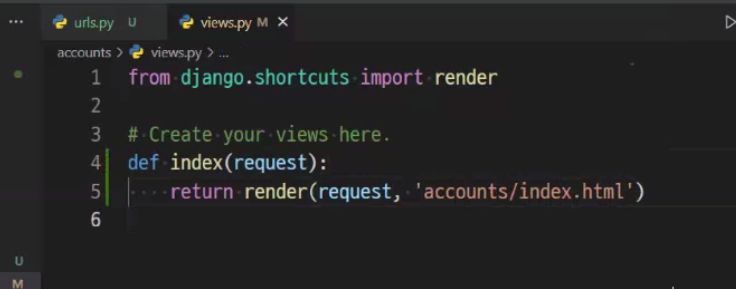 ... urls.py U views.py M ×
accounts > views.py > ...
1 from django.shortcuts import render
2
3 # Create your views here.
4 def index(request):
5     return render(request, 'accounts/index.html')
6
U
M